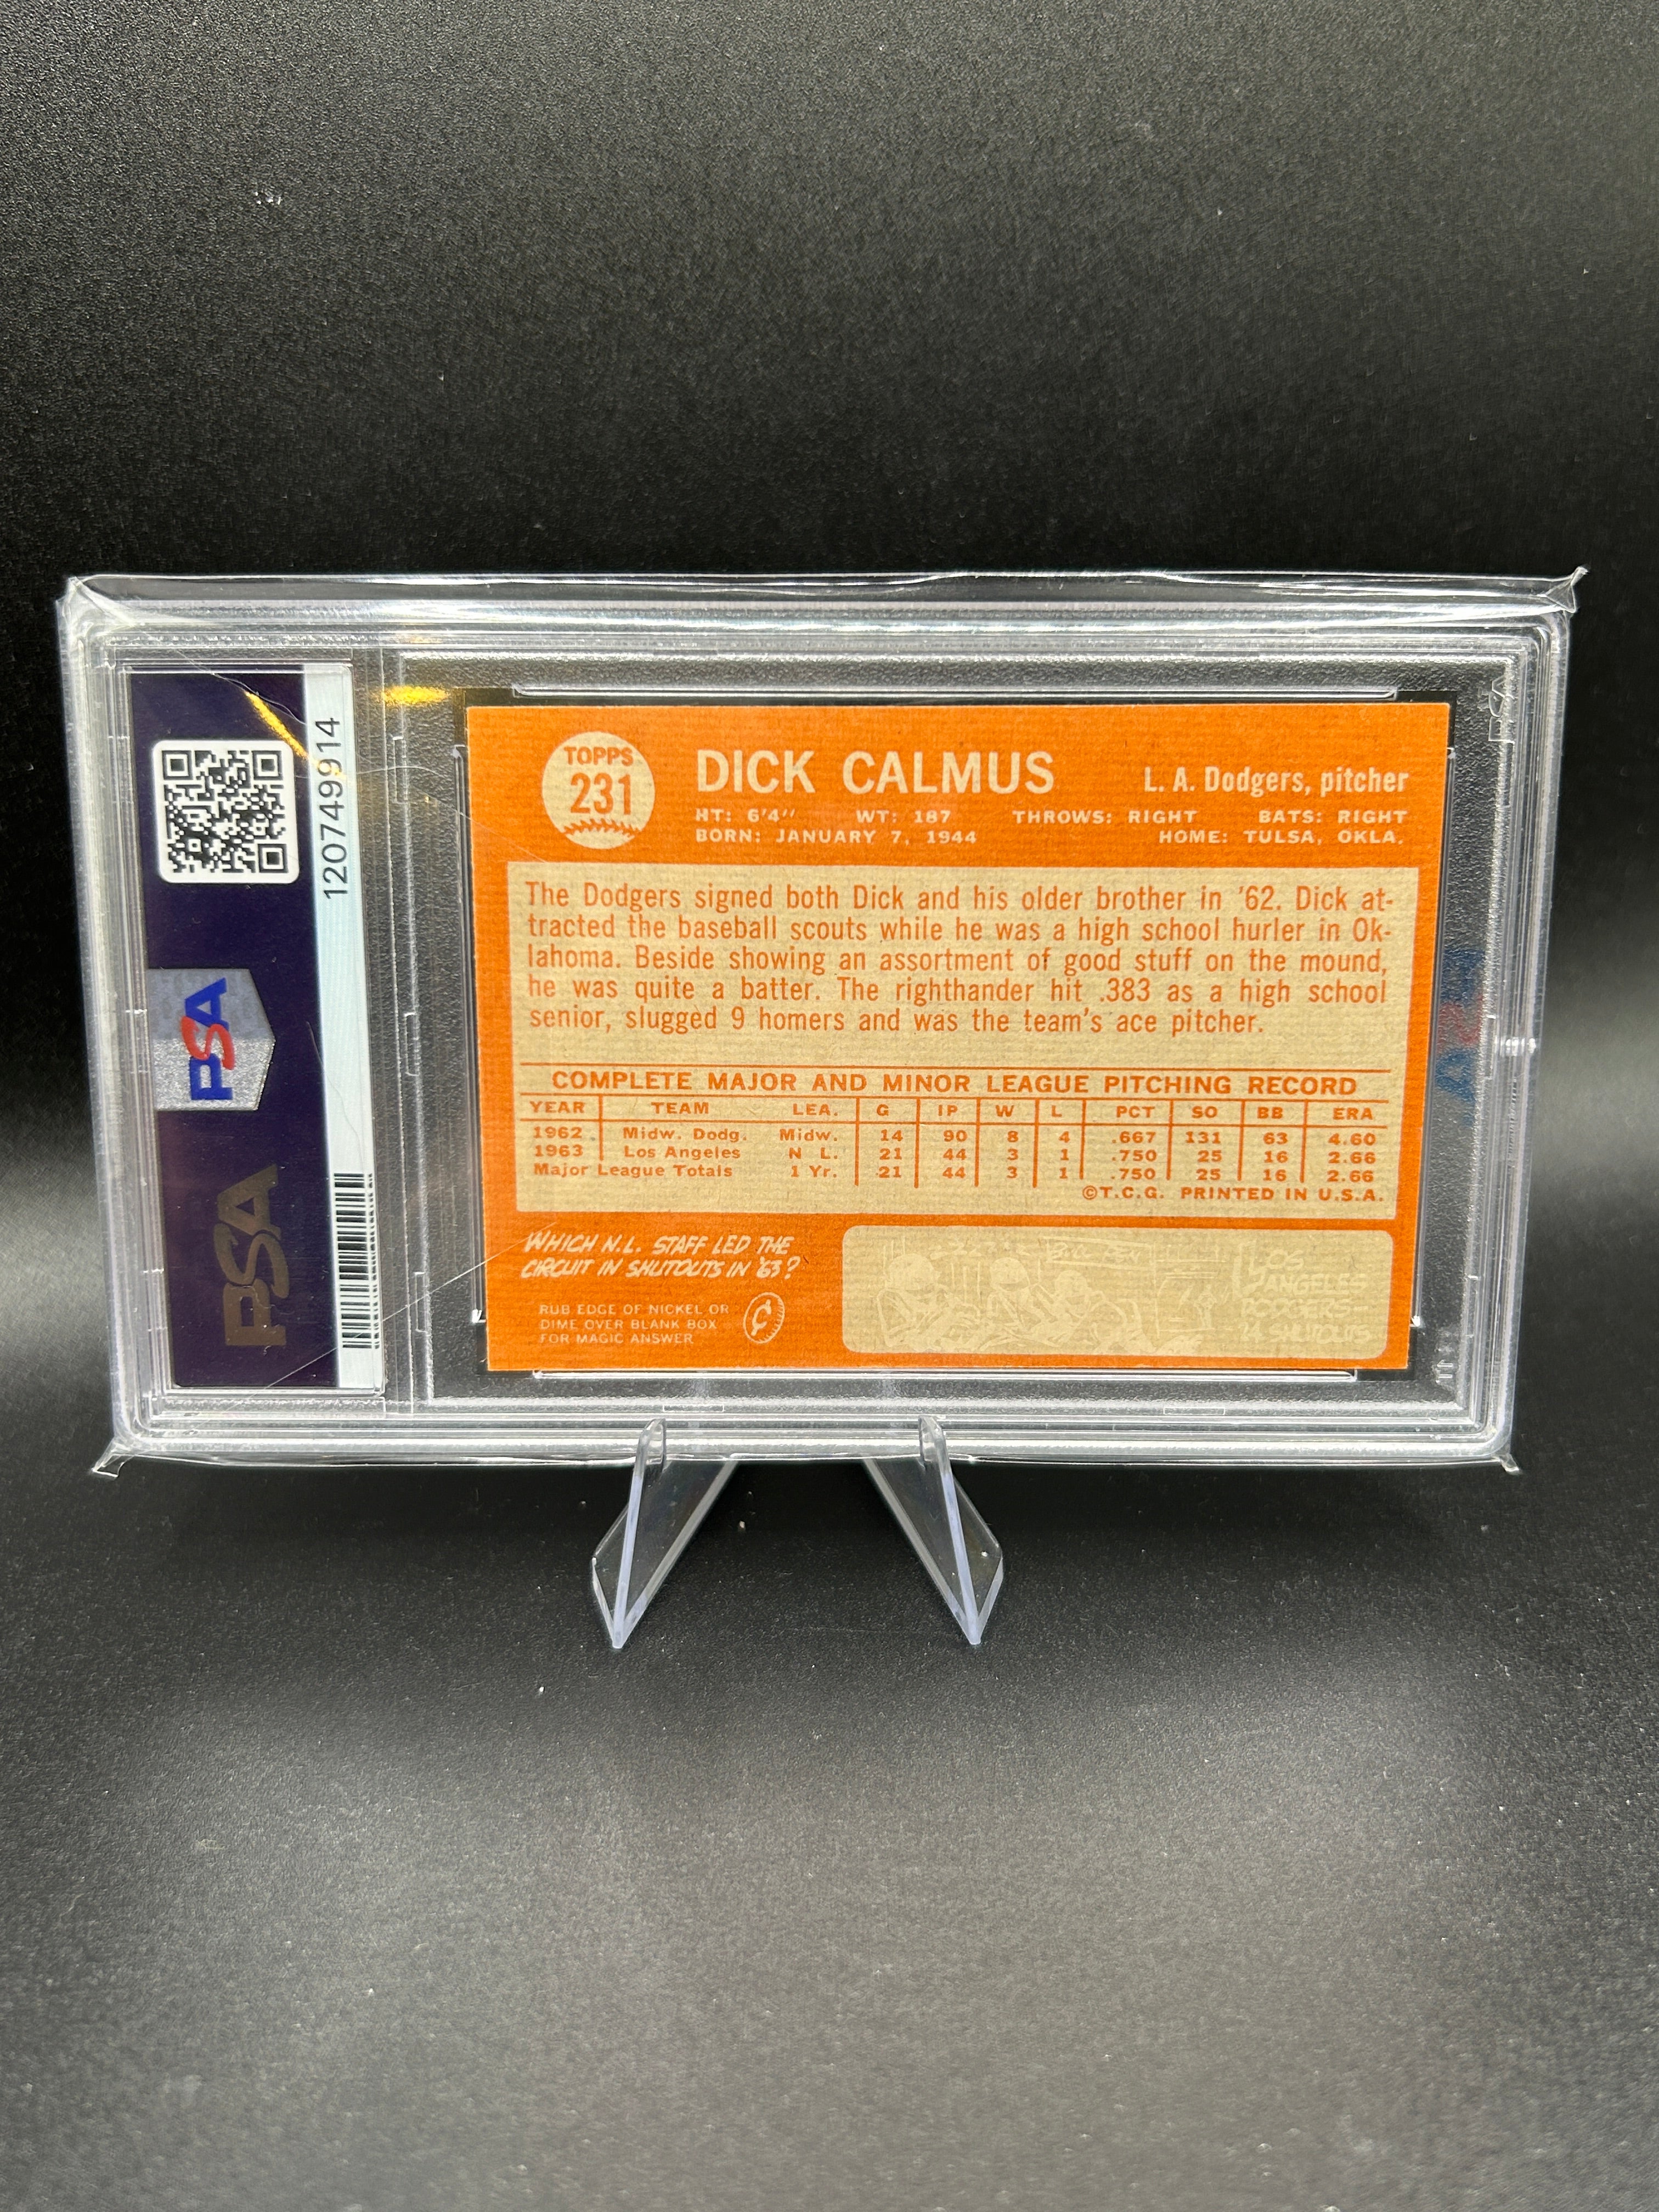 120749914
PSA
PSA
TOPPS
231
DICK CALMUS
L. A. Dodgers, pitcher
HT: 6'4" WT: 187 THROWS: RIGHT BATS: RIGHT
BORN: JANUARY 7, 1944 HOME: TULSA, OKLA.
The Dodgers signed both Dick and his older brother in '62. Dick at-
tracted the baseball scouts while he was a high school hurler in Ok-
lahoma. Beside showing an assortment of good stuff on the mound,
he was quite a batter. The righthander hit .383 as a high school
senior, slugged 9 homers and was the team's ace pitcher.
COMPLETE MAJOR AND MINOR LEAGUE PITCHING RECORD
YEAR TEAM LEA. G IP W L PCT SO BB ERA
1962 Midw. Dodg. Midw. 14 90 8 4 .667 131 63 4.60
1963 Los Angeles N L. 21 44 3 1 .750 25 16 2.66
Major League Totals 1 Yr. 21 44 3 1 .750 25 16 2.66
©T.C.G. PRINTED IN U.S.A.
WHICH N.L. STAFF LED THE
CIRCUIT IN SHUTOUTS IN '63?
RUB EDGE OF NICKEL OR
DIME OVER BLANK BOX
FOR MAGIC ANSWER
¢
LOS
ANGELES